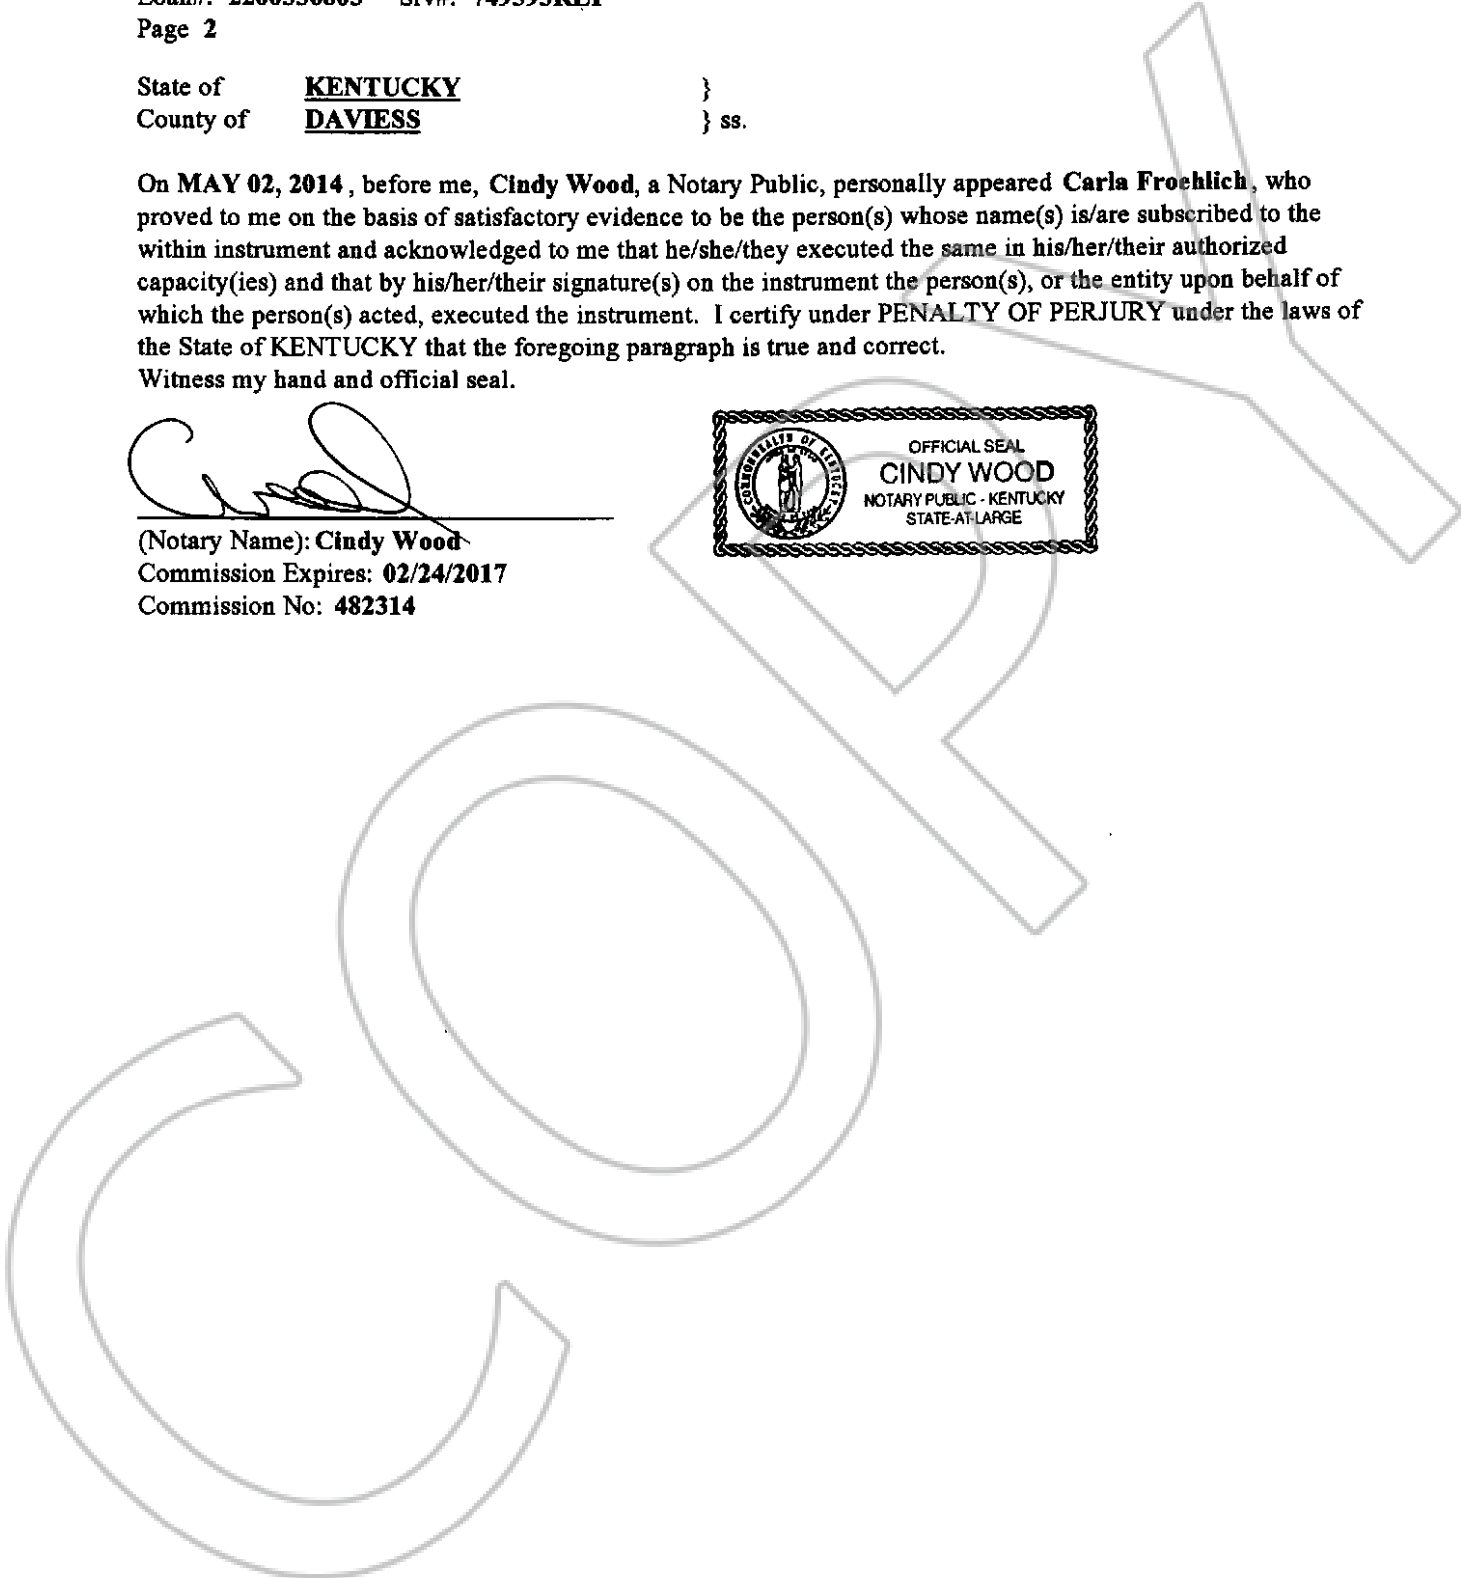 Page 2
State of KENTUCKY }
County of DAVIESS } ss.
On MAY 02, 2014 , before me, Cindy Wood, a Notary Public, personally appeared Carla Froehlich, who
proved to me on the basis of satisfactory evidence to be the person(s) whose name(s) is/are subscribed to the
within instrument and acknowledged to me that he/she/they executed the same in his/her/their authorized
capacity(ies) and that by his/her/their signature(s) on the instrument the person(s), or the entity upon behalf of
which the person(s) acted, executed the instrument. I certify under PENALTY OF PERJURY under the laws of
the State of KENTUCKY that the foregoing paragraph is true and correct.
Witness my hand and official seal.
COMMONWEALTH OF KENTUCKY
OFFICIAL SEAL
CINDY WOOD
NOTARY PUBLIC - KENTUCKY
STATE-AT-LARGE
(Notary Name): Cindy Wood
Commission Expires: 02/24/2017
Commission No: 482314
COPY